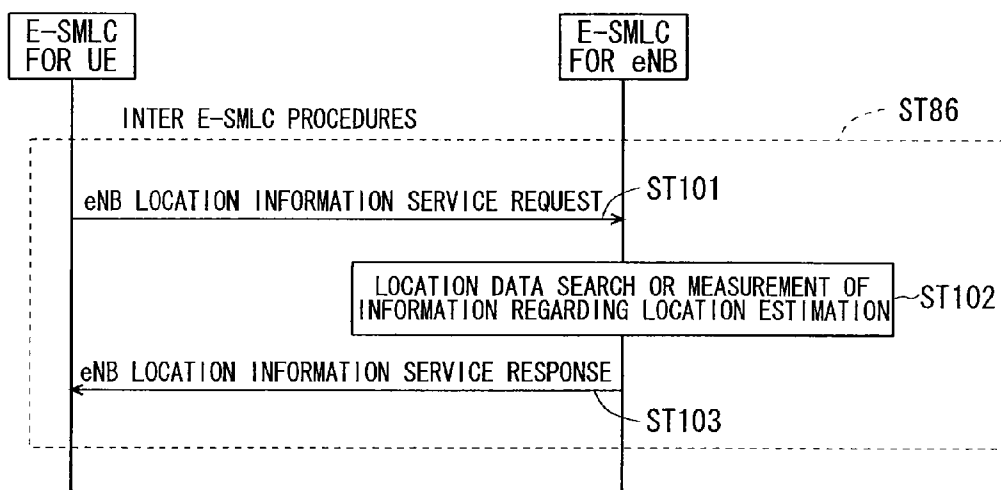 E-SMLC
FOR UE
E-SMLC
FOR eNB
INTER E-SMLC PROCEDURES
ST86
eNB LOCATION INFORMATION SERVICE REQUEST
ST101
LOCATION DATA SEARCH OR MEASUREMENT OF
INFORMATION REGARDING LOCATION ESTIMATION
ST102
eNB LOCATION INFORMATION SERVICE RESPONSE
ST103